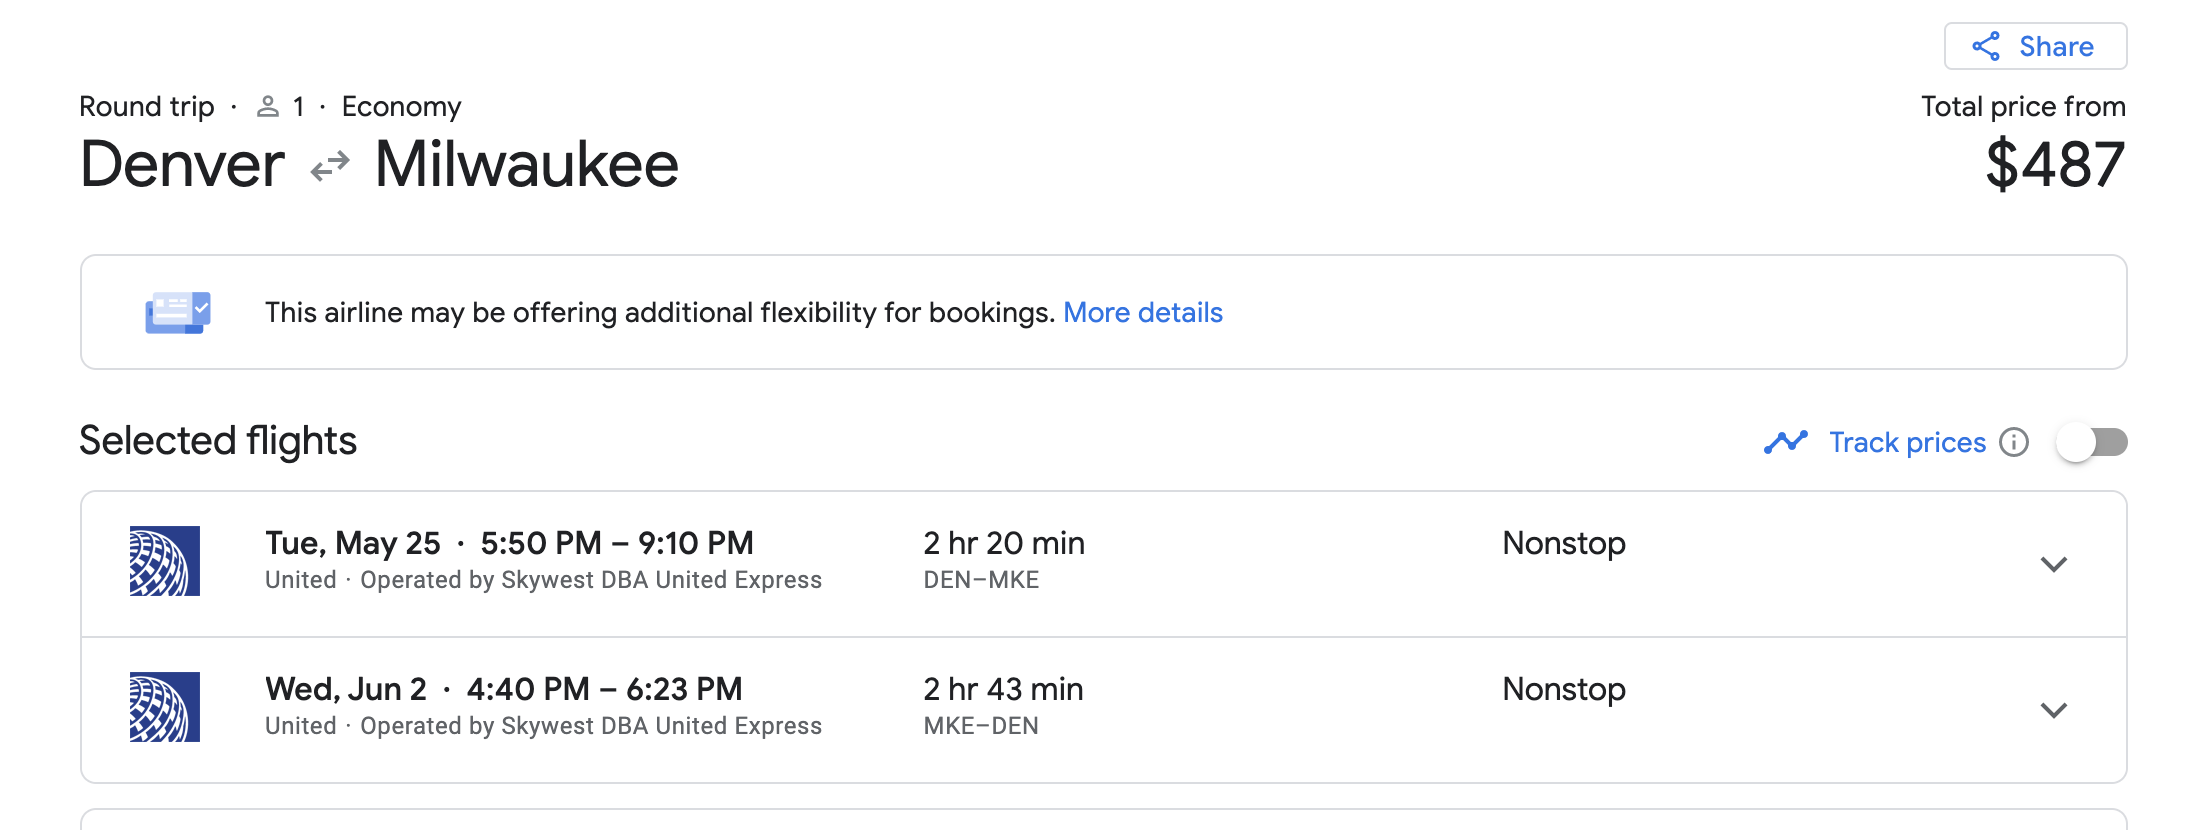 Share
Round trip · 1 · Economy
Total price from
Denver Milwaukee
$487
This airline may be offering additional flexibility for bookings. More details
Selected flights
Track prices
Tue, May 25 · 5:50 PM – 9:10 PM
2 hr 20 min
Nonstop
United · Operated by Skywest DBA United Express
DEN–MKE
Wed, Jun 2 · 4:40 PM – 6:23 PM
2 hr 43 min
Nonstop
United · Operated by Skywest DBA United Express
MKE–DEN